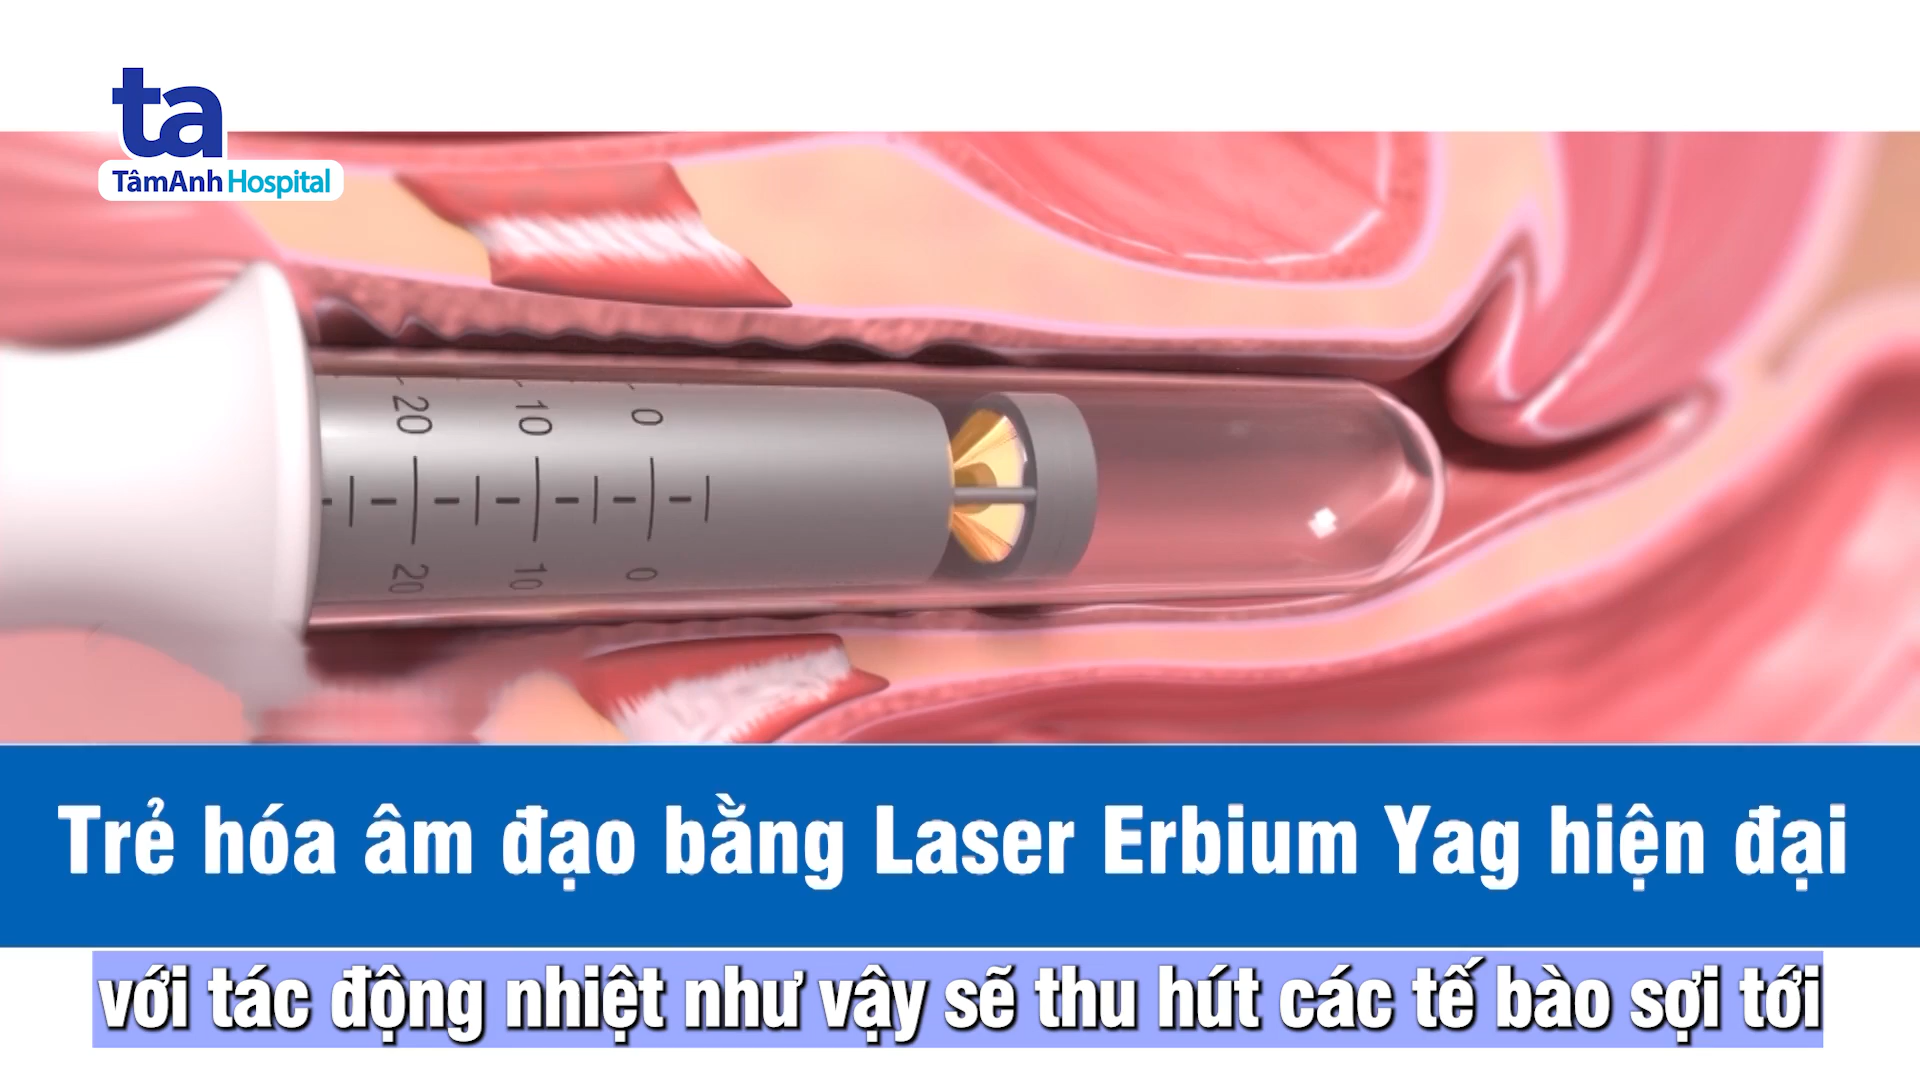 ta
TâmAnh Hospital
20 10 0
20 10 0
Trẻ hóa âm đạo bằng Laser Erbium Yag hiện đại
với tác động nhiệt như vậy sẽ thu hút các tế bào sợi tới